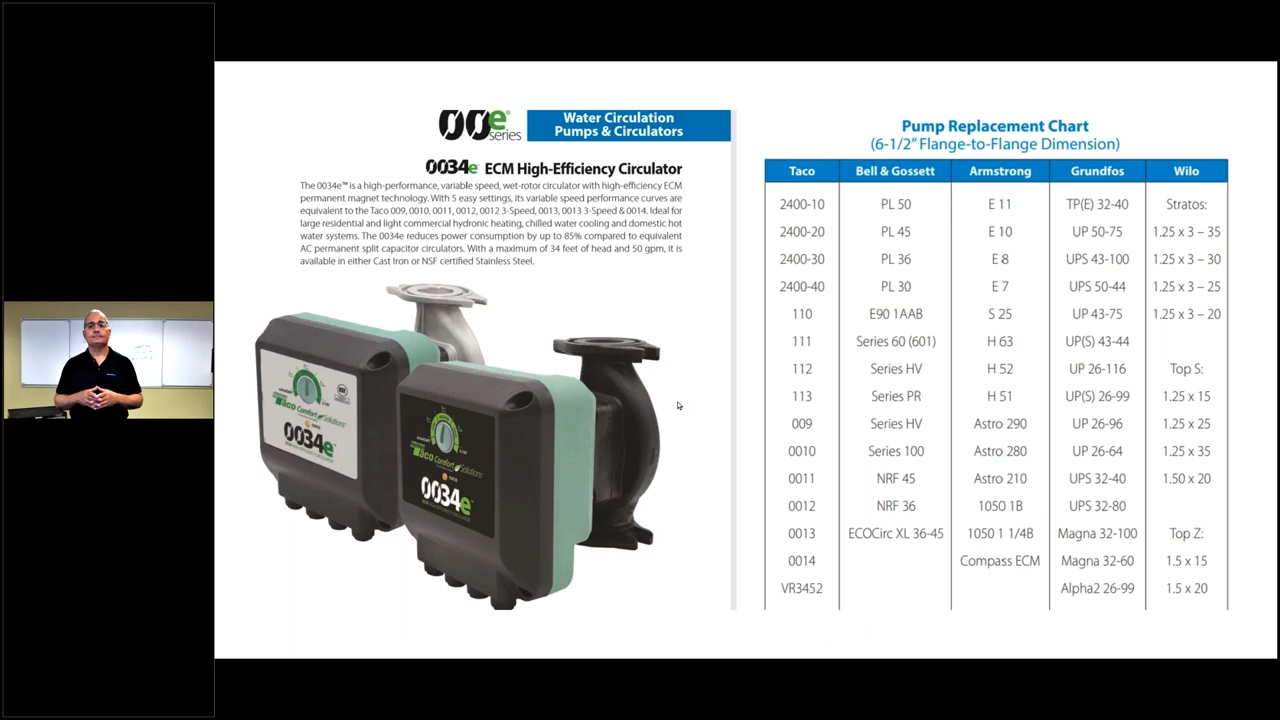 00e®
series
Water Circulation
Pumps & Circulators
0034e® ECM High-Efficiency Circulator
The 0034e™ is a high-performance, variable speed, wet-rotor circulator with high-efficiency ECM
permanent magnet technology. With 5 easy settings, its variable speed performance curves are
equivalent to the Taco 009, 0010, 0011, 0012, 0012 3-Speed, 0013, 0013 3-Speed & 0014. Ideal for
large residential and light commercial hydronic heating, chilled water cooling and domestic hot
water systems. The 0034e reduces power consumption by up to 85% compared to equivalent
AC permanent split capacitor circulators. With a maximum of 34 feet of head and 50 gpm, it is
available in either Cast Iron or NSF certified Stainless Steel.
Taco Comfort Solutions
0034e
Taco Comfort Solutions
0034e
Pump Replacement Chart
(6-1/2" Flange-to-Flange Dimension)
Taco Bell & Gossett Armstrong Grundfos Wilo
2400-10 PL 50 E 11 TP(E) 32-40 Stratos:
2400-20 PL 45 E 10 UP 50-75 1.25 x 3 – 35
2400-30 PL 36 E 8 UPS 43-100 1.25 x 3 – 30
2400-40 PL 30 E 7 UPS 50-44 1.25 x 3 – 25
110 E90 1AAB S 25 UP 43-75 1.25 x 3 – 20
111 Series 60 (601) H 63 UP(S) 43-44
112 Series HV H 52 UP 26-116 Top S:
113 Series PR H 51 UP(S) 26-99 1.25 x 15
009 Series HV Astro 290 UP 26-96 1.25 x 25
0010 Series 100 Astro 280 UP 26-64 1.25 x 35
0011 NRF 45 Astro 210 UPS 32-40 1.50 x 20
0012 NRF 36 1050 1B UPS 32-80
0013 ECOCirc XL 36-45 1050 1 1/4B Magna 32-100 Top Z:
0014 Compass ECM Magna 32-60 1.5 x 15
VR3452 Alpha2 26-99 1.5 x 20